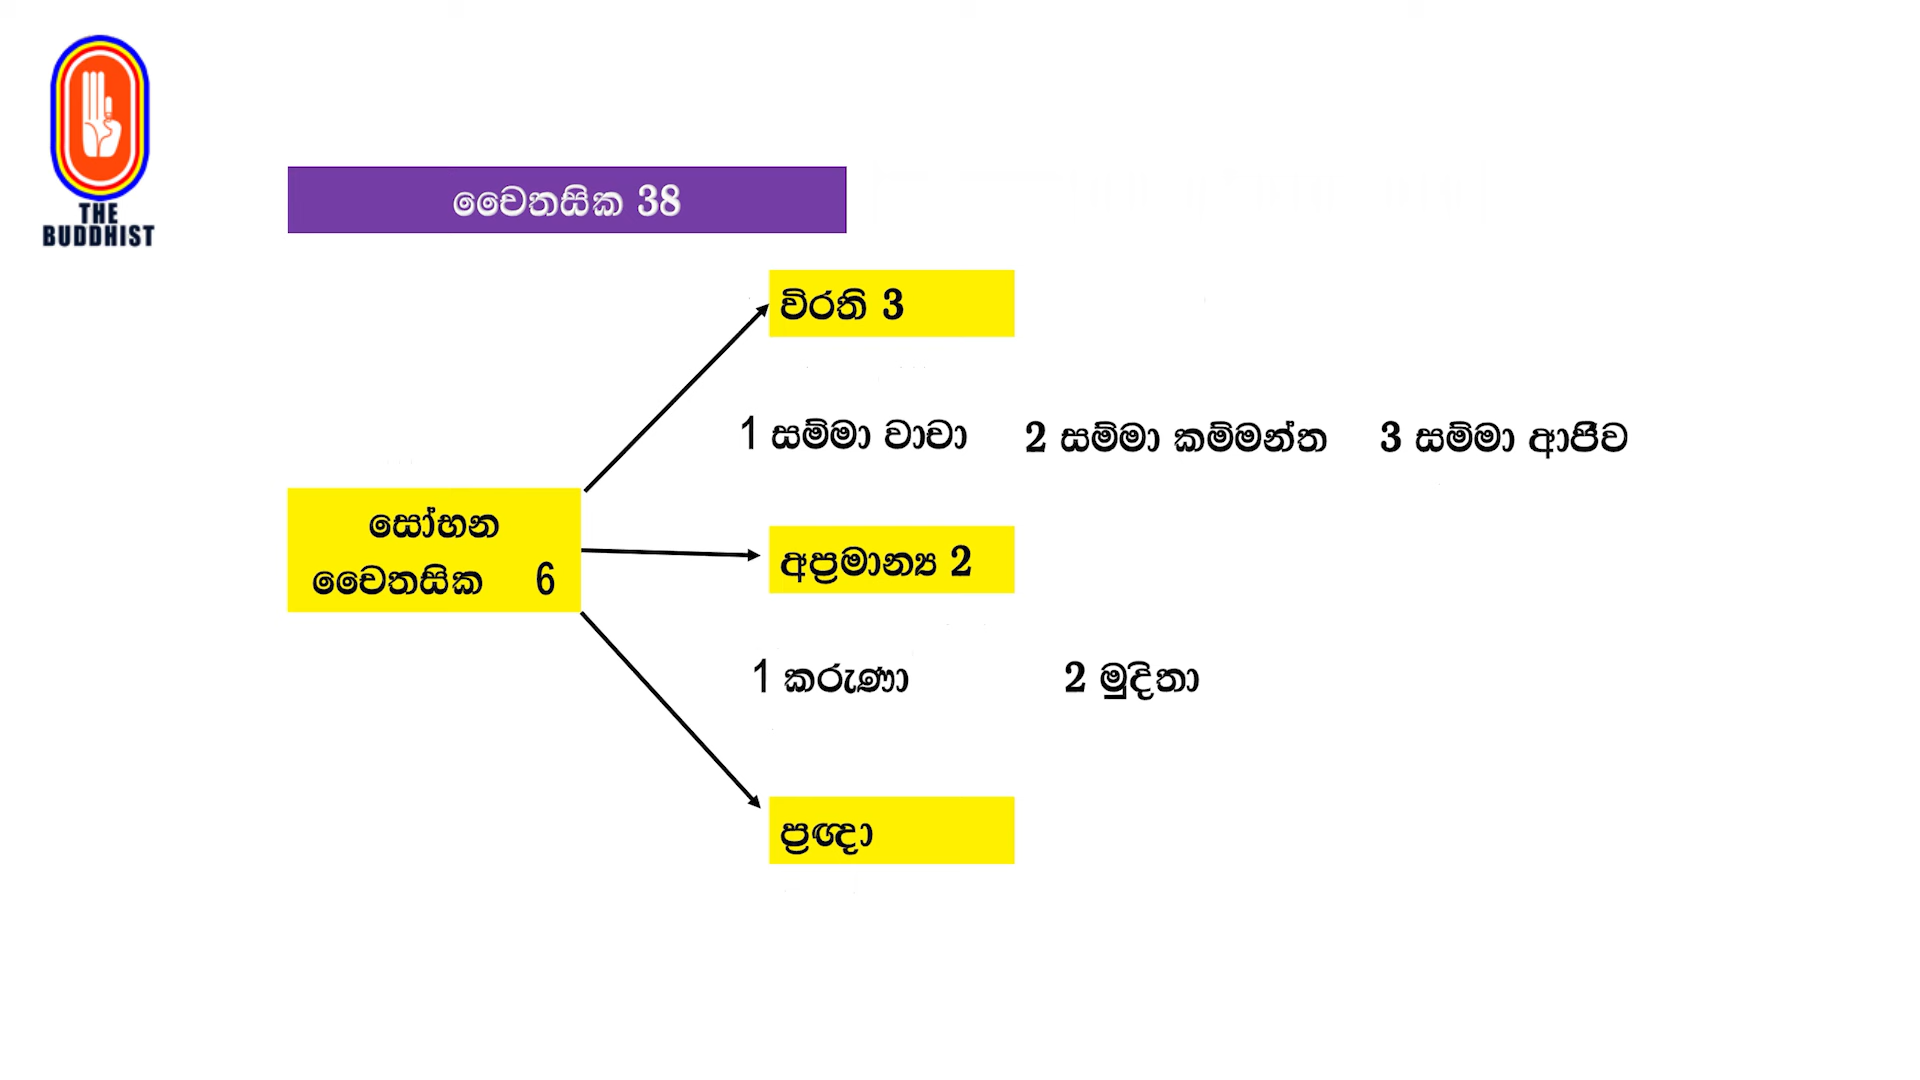 THE
BUDDHIST
චෛතසික 38
විරති 3
1 සම්මා වාචා 2 සම්මා කම්මන්ත 3 සම්මා ආජීව
සෝභන
චෛතසික 6
අප්‍රමාන්‍ය 2
1 කරුණා 2 මුදිතා
ප්‍රඥා